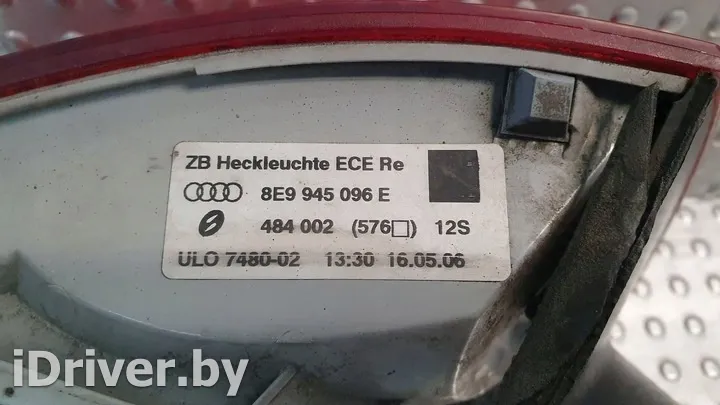 ZB Heckleuchte ECE Re
8E9 945 096 E
484 002 (576□) 12S
ULO 7480-02 13:30 16.05.06
iDriver.by